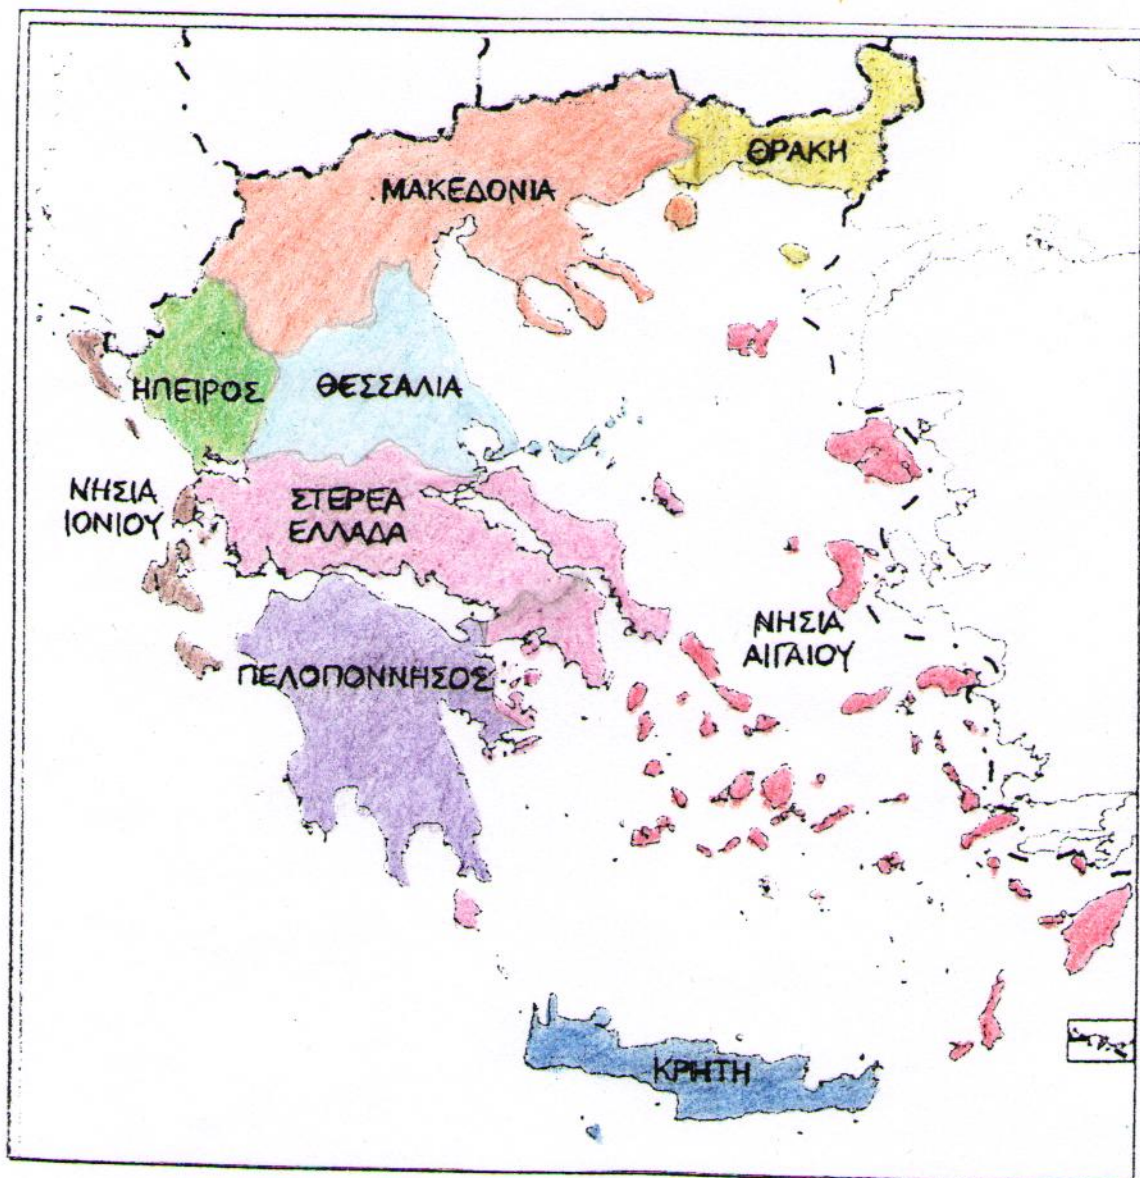 ΘΡΑΚΗ
ΜΑΚΕΔΟΝΙΑ
ΗΠΕΙΡΟΣ
ΘΕΣΣΑΛΙΑ
ΝΗΣΙΑ
ΙΟΝΙΟΥ
ΣΤΕΡΕΑ
ΕΛΛΑΔΑ
ΝΗΣΙΑ
ΑΙΓΑΙΟΥ
ΠΕΛΟΠΟΝΝΗΣΟΣ
ΚΡΗΤΗ